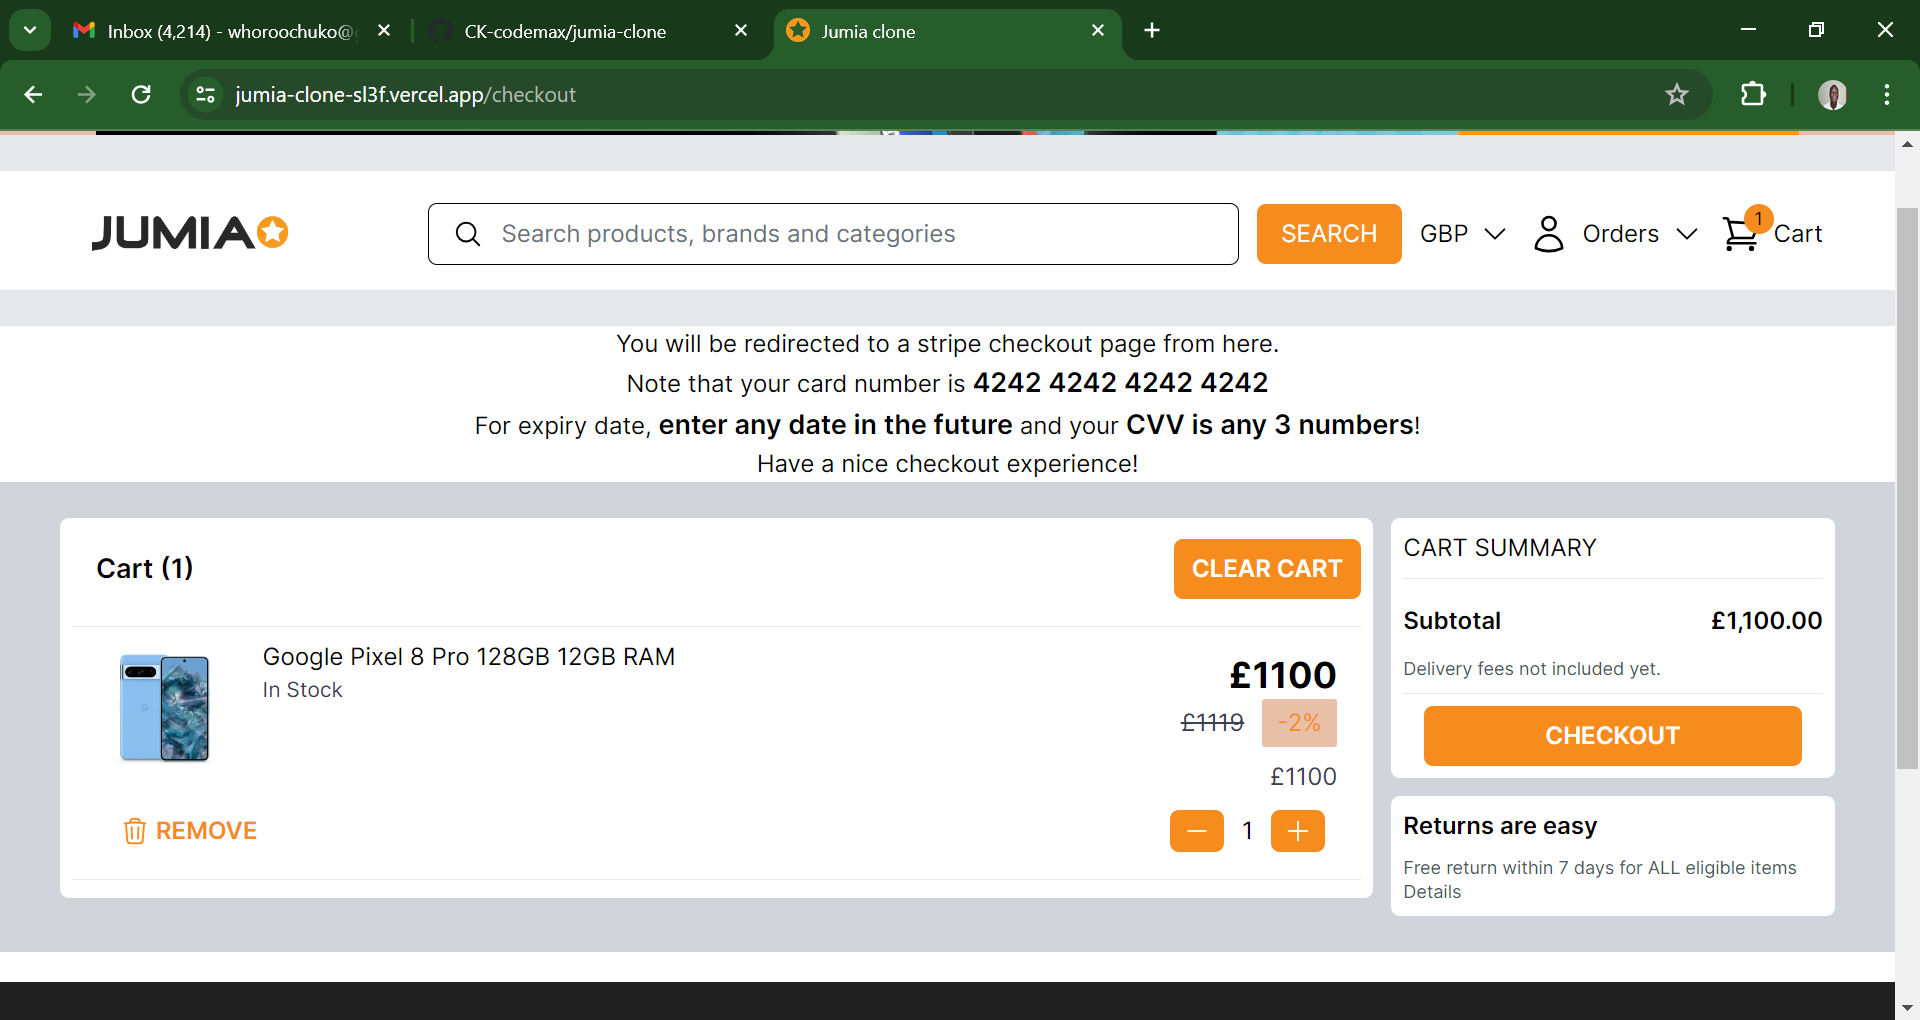 Inbox (4,214) - whoroochuko@g
CK-codemax/jumia-clone
Jumia clone
jumia-clone-sl3f.vercel.app/checkout
JUMIA
Search products, brands and categories
SEARCH
GBP
Orders
1
Cart
You will be redirected to a stripe checkout page from here.
Note that your card number is 4242 4242 4242 4242
For expiry date, enter any date in the future and your CVV is any 3 numbers!
Have a nice checkout experience!
Cart (1)
CLEAR CART
Google Pixel 8 Pro 128GB 12GB RAM
In Stock
£1100
£1119 -2%
£1100
REMOVE
1
CART SUMMARY
Subtotal £1,100.00
Delivery fees not included yet.
CHECKOUT
Returns are easy
Free return within 7 days for ALL eligible items
Details